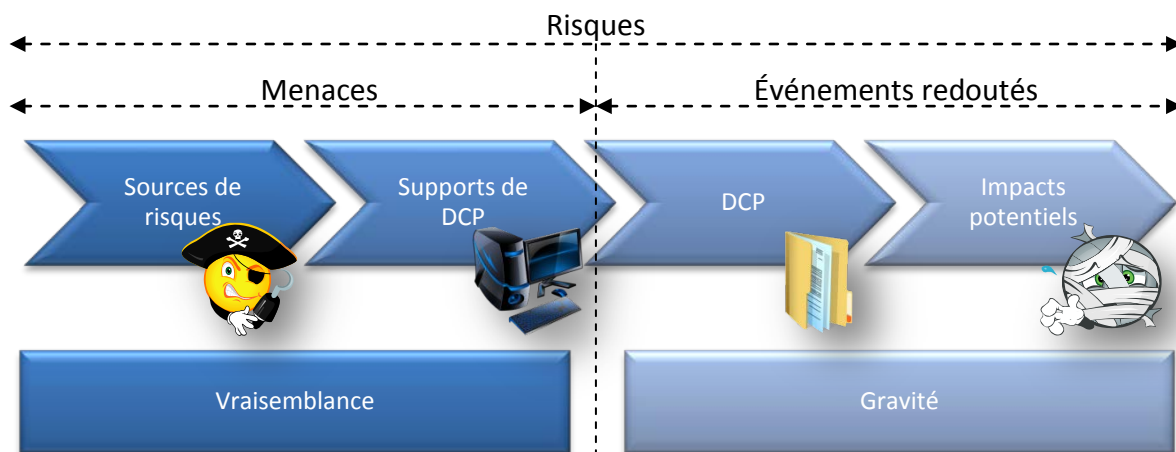 Risques
Menaces
Événements redoutés
Sources de
risques
Supports de
DCP
DCP
Impacts
potentiels
Vraisemblance
Gravité